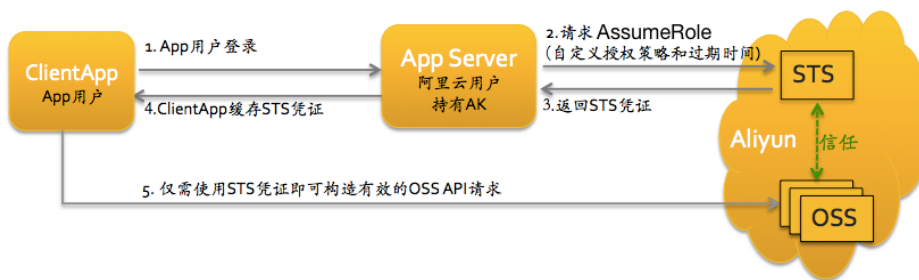 ClientApp
App用户
1. App用户登录
4.ClientApp缓存STS凭证
App Server
阿里云用户
持有AK
2.请求 AssumeRole
(自定义授权策略和过期时间)
3.返回STS凭证
STS
Aliyun
信任
OSS
5. 仅需使用STS凭证即可构造有效的OSS API请求